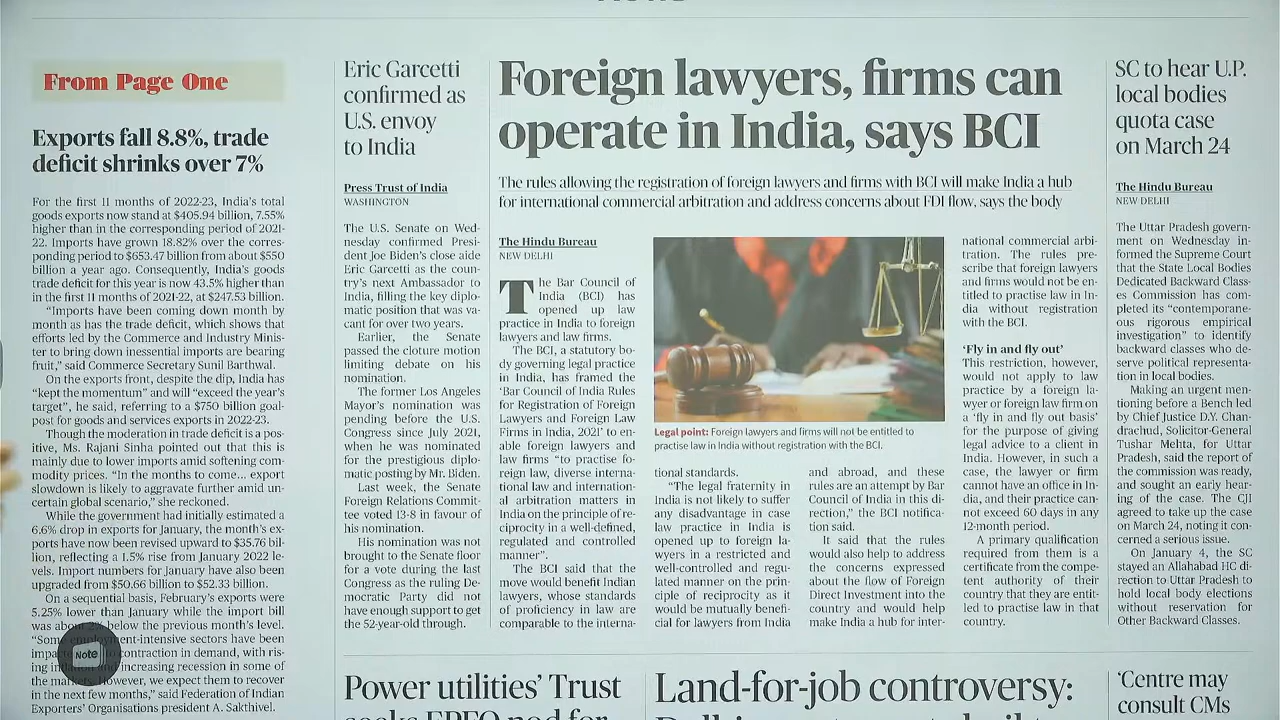 From Page One
Exports fall 8.8%, trade
deficit shrinks over 7%
For the first 11 months of 2022-23, India's total
goods exports now stand at $405.94 billion, 7.55%
higher than in the corresponding period of 2021-
22. Imports have grown 18.82% over the corres-
ponding period to $653.47 billion from about $550
billion a year ago. Consequently, India's goods
trade deficit for this year is now 43.5% higher than
in the first 11 months of 2021-22, at $247.53 billion.
"Imports have been coming down month by
month as has the trade deficit, which shows that
efforts led by the Commerce and Industry Minis-
ter to bring down inessential imports are bearing
fruit," said Commerce Secretary Sunil Barthwal.
On the exports front, despite the dip, India has
"kept the momentum" and will "exceed the year's
target", he said, referring to a $750 billion goal-
post for goods and services exports in 2022-23.
Though the moderation in trade deficit is a pos-
itive, Ms. Rajani Sinha pointed out that this is
mainly due to lower imports amid softening com-
modity prices. "In the months to come... export
slowdown is likely to aggravate further amid un-
certain global scenario," she reckoned.
While the government had initially estimated a
6.6% drop in exports for January, the month's ex-
ports have now been revised upward to $35.76 bil-
lion, reflecting a 1.5% rise from January 2022 le-
vels. Import numbers for January have also been
upgraded from $50.66 billion to $52.33 billion.
On a sequential basis, February's exports were
5.25% lower than January while the import bill
was about 2% below the previous month's level.
"Some employment-intensive sectors have been
contraction in demand, with ris-
ing and increasing recession in some of
the However, we expect them to recover
in the next few months," said Federation of Indian
Exporters' Organisations president A. Sakthivel.
Note
Eric Garcetti
confirmed as
U.S. envoy
to India
Press Trust of India
WASHINGTON
The U.S. Senate on Wed-
nesday confirmed Presi-
dent Joe Biden's close aide
Eric Garcetti as the coun-
try's next Ambassador to
India, filling the key diplo-
matic position that was va-
cant for over two years.
Earlier, the Senate
passed the cloture motion
limiting debate on his
nomination.
The former Los Angeles
Mayor's nomination was
pending before the U.S.
Congress since July 2021,
when he was nominated
for the prestigious diplo-
matic posting by Mr. Biden.
Last week, the Senate
Foreign Relations Commit-
tee voted 13-8 in favour of
his nomination.
His nomination was not
brought to the Senate floor
for a vote during the last
Congress as the ruling De-
mocratic Party did not
have enough support to get
the 52-year-old through.
Foreign lawyers, firms can
operate in India, says BCI
The rules allowing the registration of foreign lawyers and firms with BCI will make India a hub
for international commercial arbitration and address concerns about FDI flow, says the body
The Hindu Bureau
NEW DELHI
The Bar Council of
India (BCI) has
opened up law
practice in India to foreign
lawyers and law firms.
The BCI, a statutory bo-
dy governing legal practice
in India, has framed the
'Bar Council of India Rules
for Registration of Foreign
Lawyers and Foreign Law
Firms in India, 2021' to en-
able foreign lawyers and
law firms "to practise fo-
reign law, diverse interna-
tional law and internation-
al arbitration matters in
India on the principle of re-
ciprocity in a well-defined,
regulated and controlled
manner".
The BCI said that the
move would benefit Indian
lawyers, whose standards
of proficiency in law are
comparable to the interna-
Legal point: Foreign lawyers and firms will not be entitled to
practise law in India without registration with the BCI.
tional standards.
"The legal fraternity in
India is not likely to suffer
any disadvantage in case
law practice in India is
opened up to foreign la-
wyers in a restricted and
well-controlled and regu-
lated manner on the prin-
ciple of reciprocity as it
would be mutually benefi-
cial for lawyers from India
and abroad, and these
rules are an attempt by Bar
Council of India in this di-
rection," the BCI notifica-
tion said.
It said that the rules
would also help to address
the concerns expressed
about the flow of Foreign
Direct Investment into the
country and would help
make India a hub for inter-
national commercial arbi-
tration. The rules pre-
scribe that foreign lawyers
and firms would not be en-
titled to practise law in In-
dia without registration
with the BCI.
'Fly in and fly out'
This restriction, however,
would not apply to law
practice by a foreign la-
wyer or foreign law firm on
a 'fly in and fly out basis'
for the purpose of giving
legal advice to a client in
India. However, in such a
case, the lawyer or firm
cannot have an office in In-
dia, and their practice can-
not exceed 60 days in any
12-month period.
A primary qualification
required from them is a
certificate from the compe-
tent authority of their
country that they are entit-
led to practise law in that
country.
SC to hear U.P.
local bodies
quota case
on March 24
The Hindu Bureau
NEW DELHI
The Uttar Pradesh govern-
ment on Wednesday in-
formed the Supreme Court
that the State Local Bodies
Dedicated Backward Class-
es Commission has com-
pleted its "contemporane-
ous rigorous empirical
investigation" to identify
backward classes who de-
serve political representa-
tion in local bodies.
Making an urgent men-
tioning before a Bench led
by Chief Justice D.Y. Chan-
drachud, Solicitor-General
Tushar Mehta, for Uttar
Pradesh, said the report of
the commission was ready,
and sought an early hear-
ing of the case. The CJI
agreed to take up the case
on March 24, noting it con-
cerned a serious issue.
On January 4, the SC
stayed an Allahabad HC di-
rection to Uttar Pradesh to
hold local body elections
without reservation for
Other Backward Classes.
Power utilities' Trust
Land-for-job controversy:
'Centre may
consult CMs